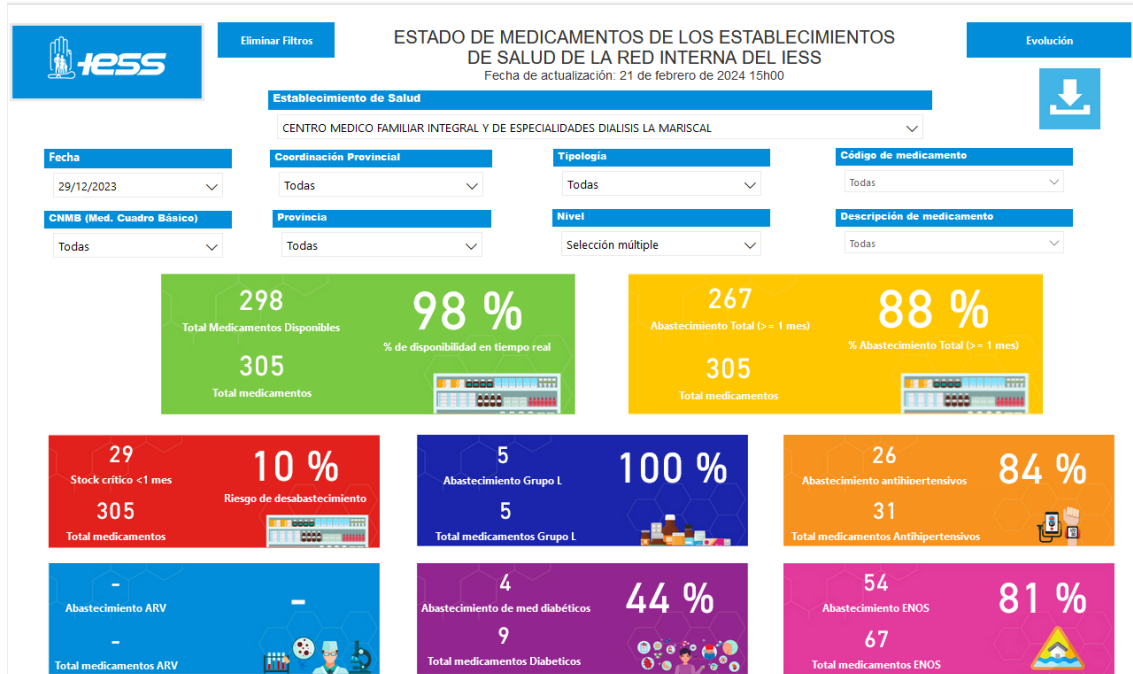 iess
Eliminar Filtros
ESTADO DE MEDICAMENTOS DE LOS ESTABLECIMIENTOS
DE SALUD DE LA RED INTERNA DEL IESS
Fecha de actualización: 21 de febrero de 2024 15h00
Evolución
Establecimiento de Salud
CENTRO MEDICO FAMILIAR INTEGRAL Y DE ESPECIALIDADES DIALISIS LA MARISCAL
Fecha
29/12/2023
Coordinación Provincial
Todas
Tipología
Todas
Código de medicamento
Todas
CNMB (Med. Cuadro Básico)
Todas
Provincia
Todas
Nivel
Selección múltiple
Descripción de medicamento
Todas
298
Total Medicamentos Disponibles
305
Total medicamentos
98 %
% de disponibilidad en tiempo real
267
Abastecimiento Total (>= 1 mes)
305
Total medicamentos
88 %
% Abastecimiento Total (>= 1 mes)
29
Stock crítico <1 mes
305
Total medicamentos
10 %
Riesgo de desabastecimiento
5
Abastecimiento Grupo L
5
Total medicamentos Grupo L
100 %
26
Abastecimiento antihipertensivos
31
Total medicamentos Antihipertensivos
84 %
-
Abastecimiento ARV
-
Total medicamentos ARV
-
4
Abastecimiento de med diabéticos
9
Total medicamentos Diabeticos
44 %
54
Abastecimiento ENOS
67
Total medicamentos ENOS
81 %